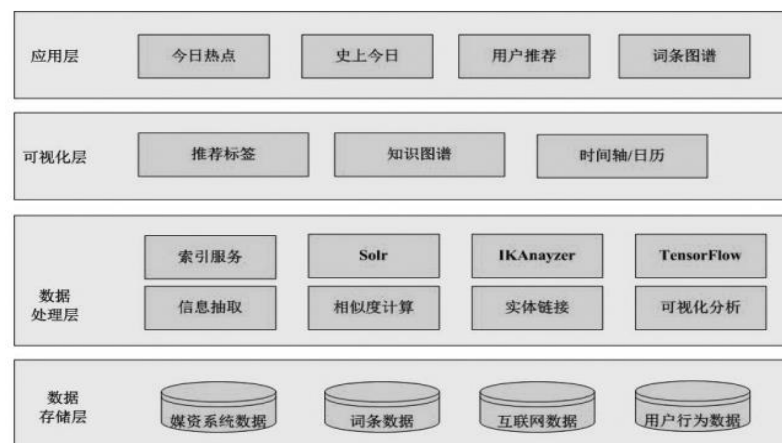 应用层
今日热点
史上今日
用户推荐
词条图谱
可视化层
推荐标签
知识图谱
时间轴/日历
数据
处理层
索引服务
Solr
IKAnayzer
TensorFlow
信息抽取
相似度计算
实体链接
可视化分析
数据
存储层
媒资系统数据
词条数据
互联网数据
用户行为数据